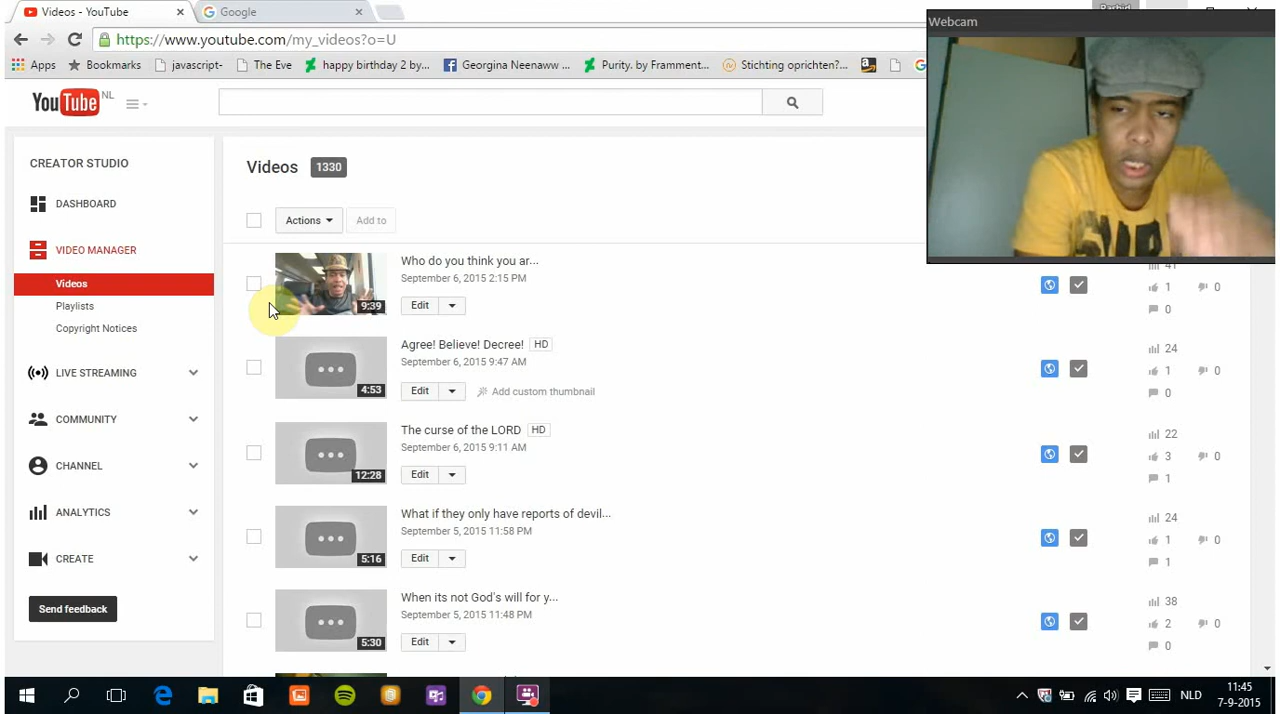 Videos - YouTube
Google
Webcam
https://www.youtube.com/my_videos?o=U
Apps Bookmarks javascript- The Eve happy birthday 2 by... Georgina Neenaww ... Purity. by Framment... Stichting oprichten?...
YouTube NL
CREATOR STUDIO
DASHBOARD
VIDEO MANAGER
Videos
Playlists
Copyright Notices
LIVE STREAMING
COMMUNITY
CHANNEL
ANALYTICS
CREATE
Send feedback
Videos 1330
Actions Add to
Who do you think you ar...
September 6, 2015 2:15 PM
9:39
Edit
41
1 0
0
Agree! Believe! Decree! HD
September 6, 2015 9:47 AM
4:53
Edit Add custom thumbnail
24
1 0
0
The curse of the LORD HD
September 6, 2015 9:11 AM
12:28
Edit
22
3 0
1
What if they only have reports of devil...
September 5, 2015 11:58 PM
5:16
Edit
24
1 0
1
When its not God's will for y...
September 5, 2015 11:48 PM
5:30
Edit
38
2 0
0
NLD
11:45
7-9-2015